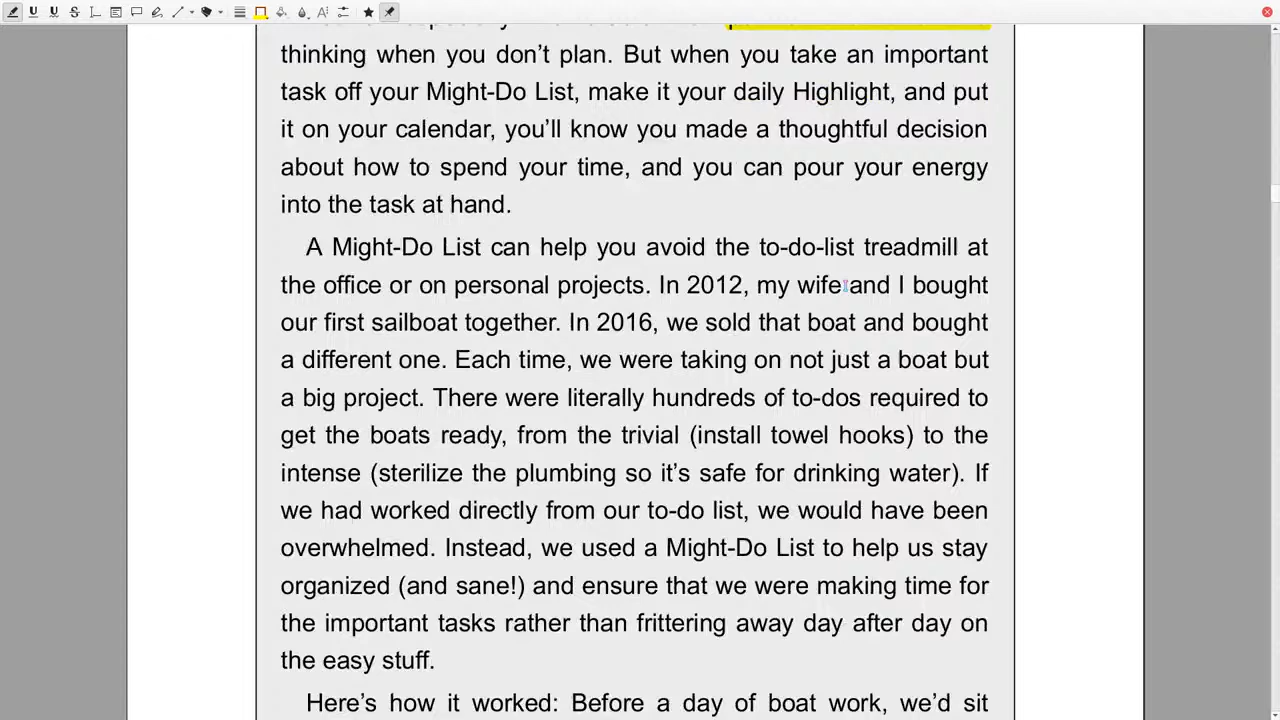 thinking when you don’t plan. But when you take an important
task off your Might-Do List, make it your daily Highlight, and put
it on your calendar, you’ll know you made a thoughtful decision
about how to spend your time, and you can pour your energy
into the task at hand.
A Might-Do List can help you avoid the to-do-list treadmill at
the office or on personal projects. In 2012, my wife and I bought
our first sailboat together. In 2016, we sold that boat and bought
a different one. Each time, we were taking on not just a boat but
a big project. There were literally hundreds of to-dos required to
get the boats ready, from the trivial (install towel hooks) to the
intense (sterilize the plumbing so it’s safe for drinking water). If
we had worked directly from our to-do list, we would have been
overwhelmed. Instead, we used a Might-Do List to help us stay
organized (and sane!) and ensure that we were making time for
the important tasks rather than frittering away day after day on
the easy stuff.
Here’s how it worked: Before a day of boat work, we’d sit